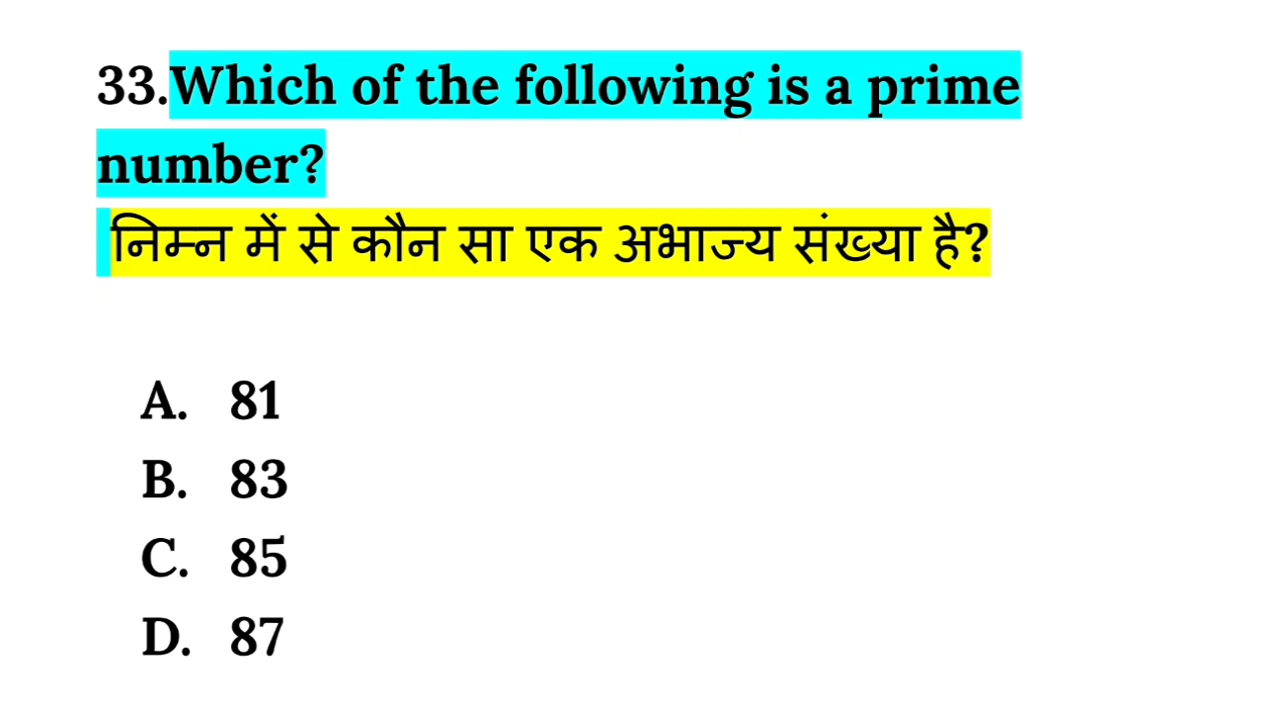 33.Which of the following is a prime
number?
निम्न में से कौन सा एक अभाज्य संख्या है?
A. 81
B. 83
C. 85
D. 87